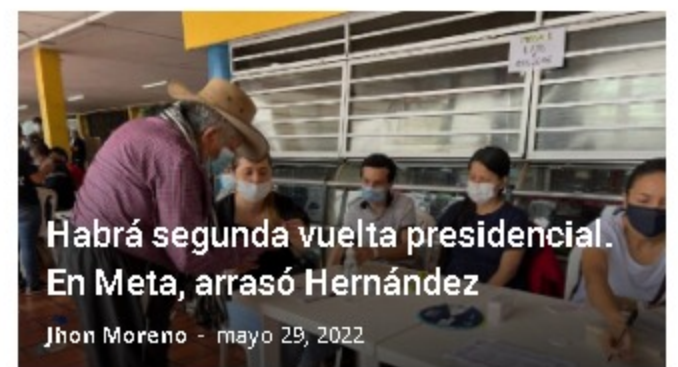 Habrá segunda vuelta presidencial.
En Meta, arrasó Hernández
Jhon Moreno - mayo 29, 2022